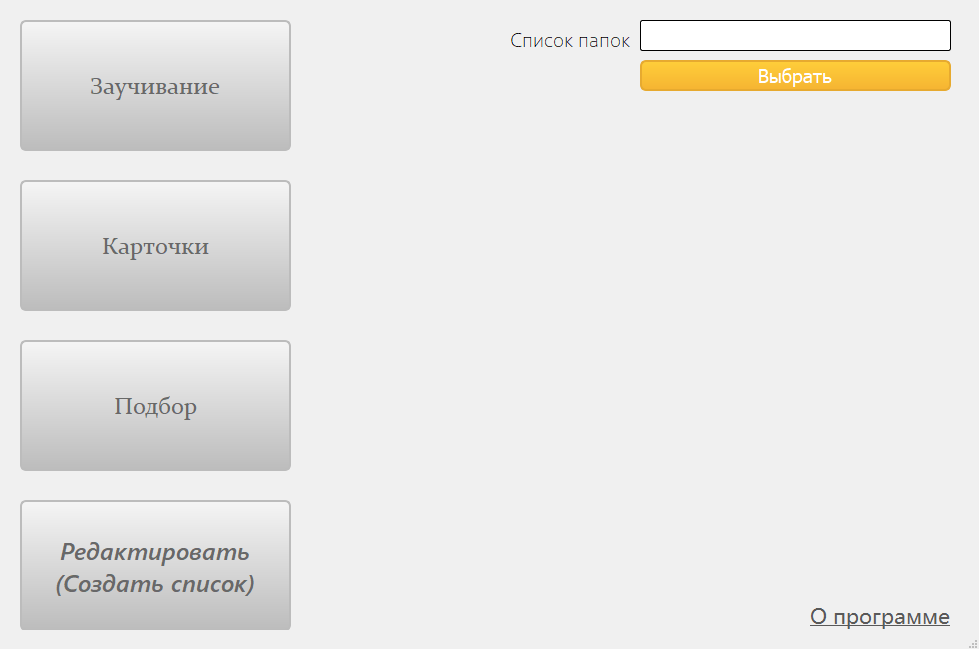 Заучивание
Карточки
Подбор
Редактировать
(Создать список)
Список папок
Выбрать
О программе